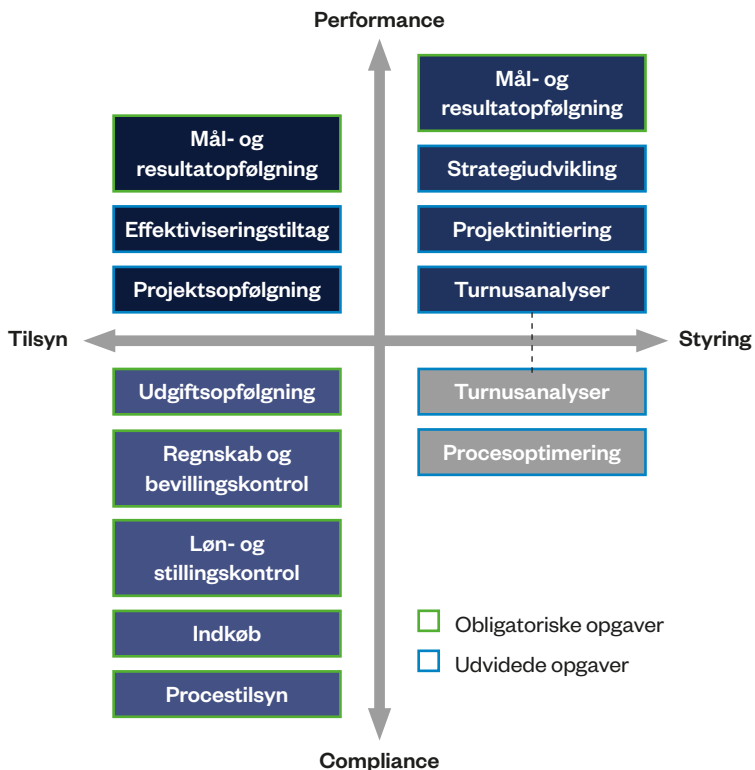 Performance
Mål- og
resultatopfølgning
Mål- og
resultatopfølgning
Strategiudvikling
Effektiviseringstiltag
Projektinitiering
Projektsopfølgning
Turnusanalyser
Tilsyn
Styring
Udgiftsopfølgning
Turnusanalyser
Regnskab og
bevillingskontrol
Procesoptimering
Løn- og
stillingskontrol
Indkøb
Obligatoriske opgaver
Udvidede opgaver
Procestilsyn
Compliance